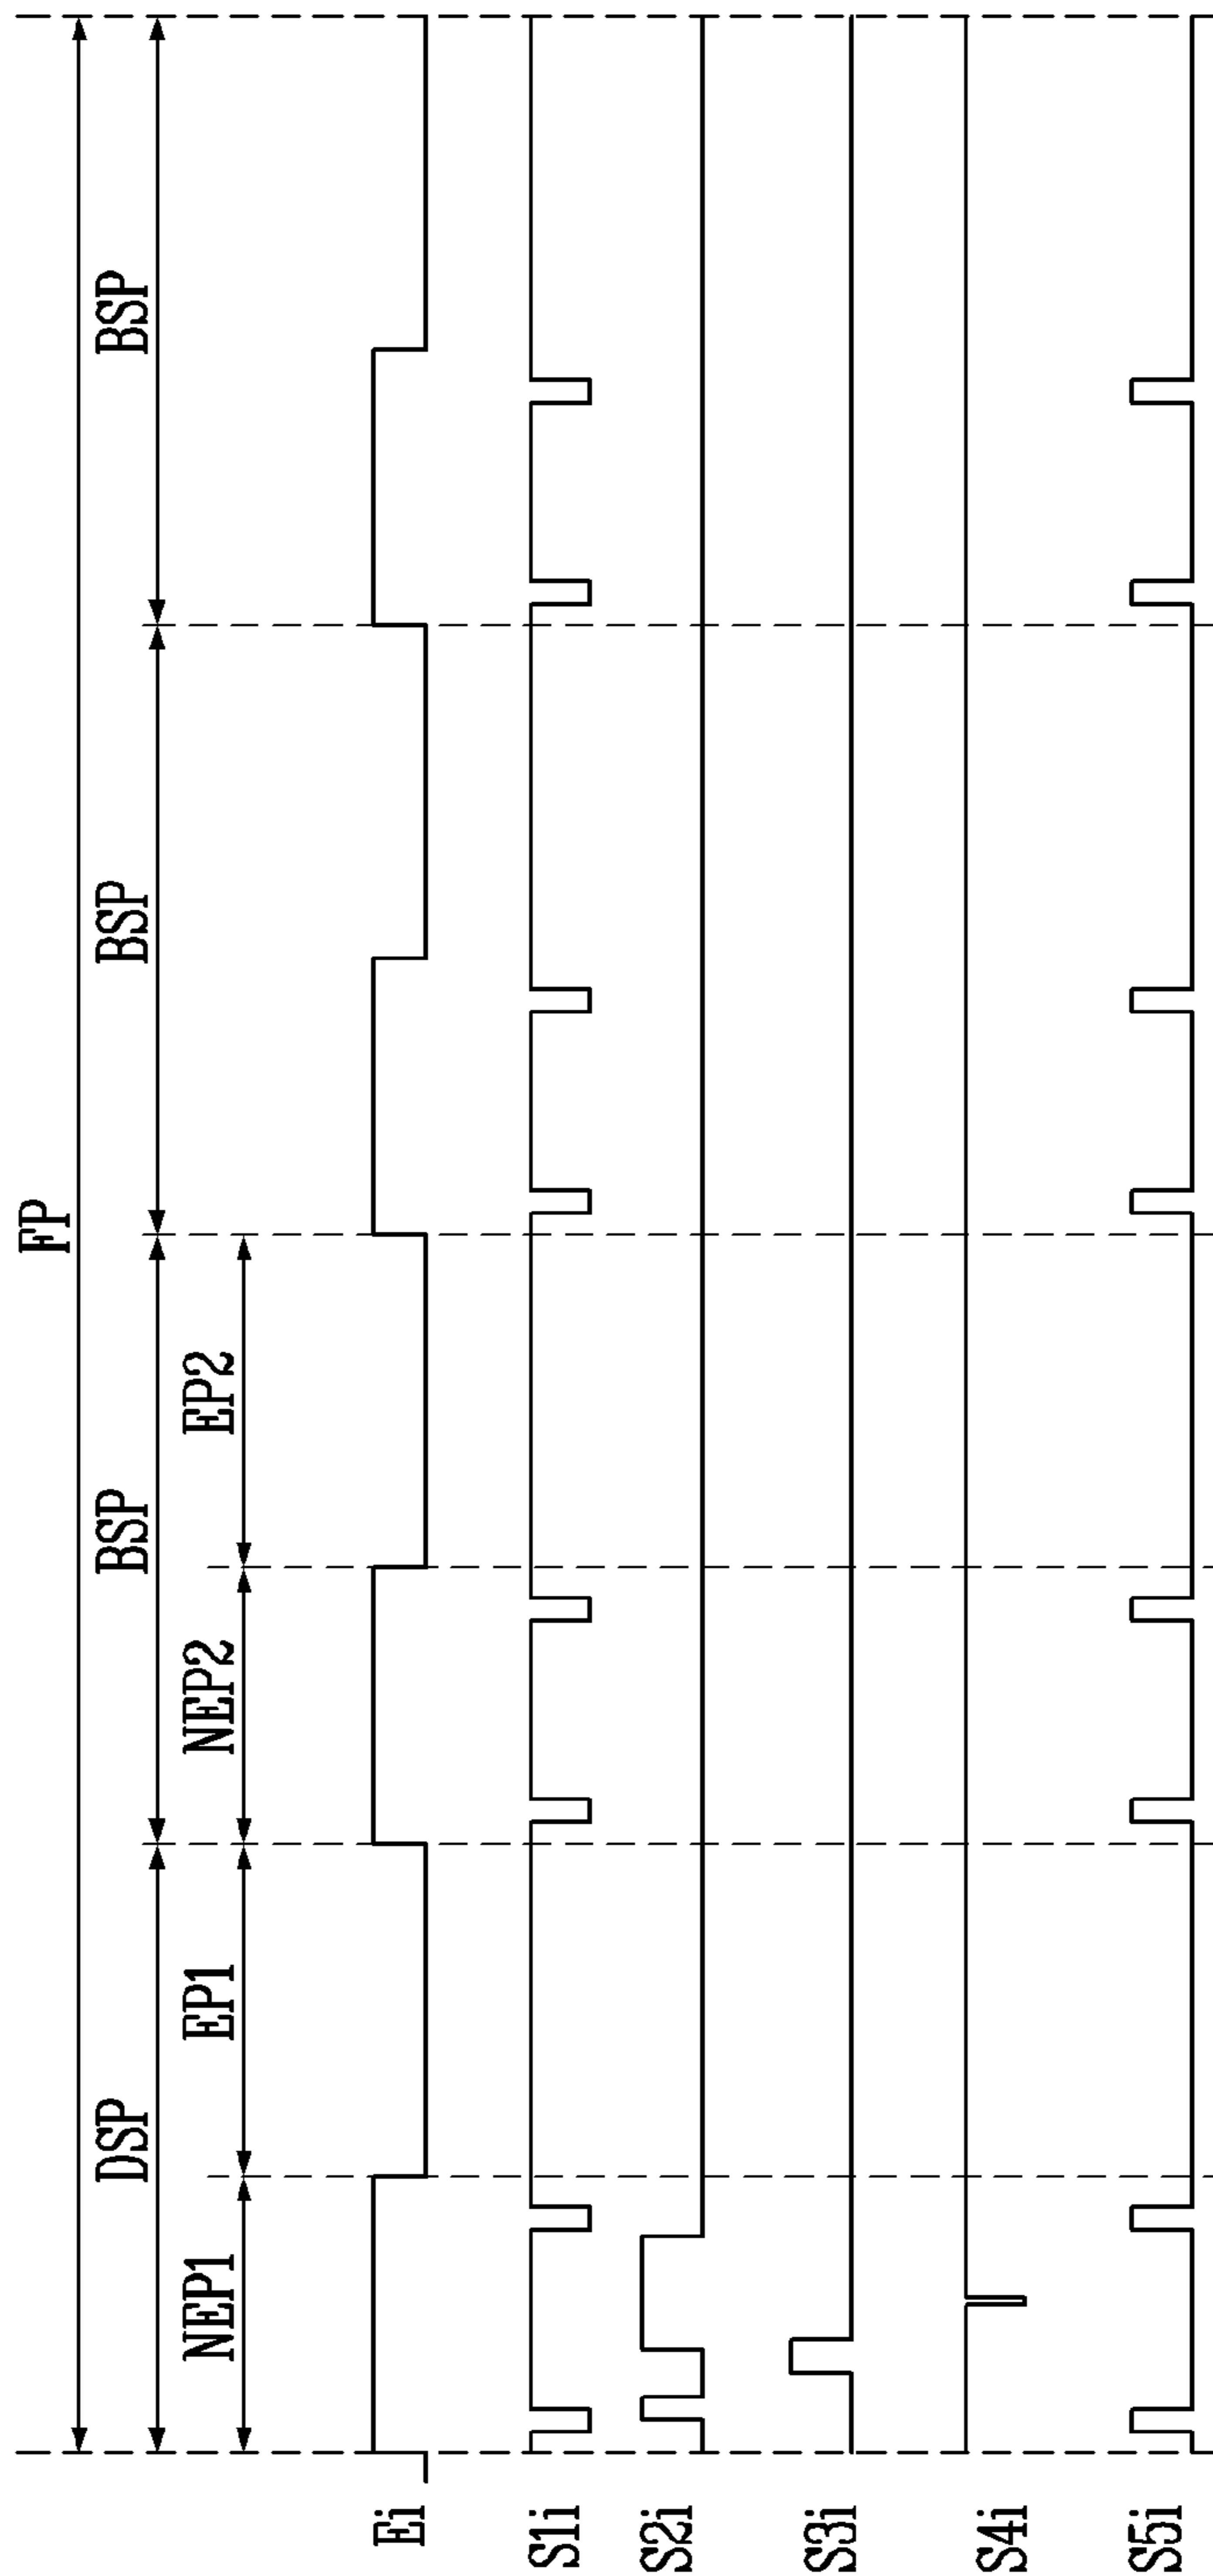 FP
DSP
BSP
BSP
BSP
NEP1
EP1
NEP2
EP2
Ei
S1i
S2i
S3i
S4i
S5i